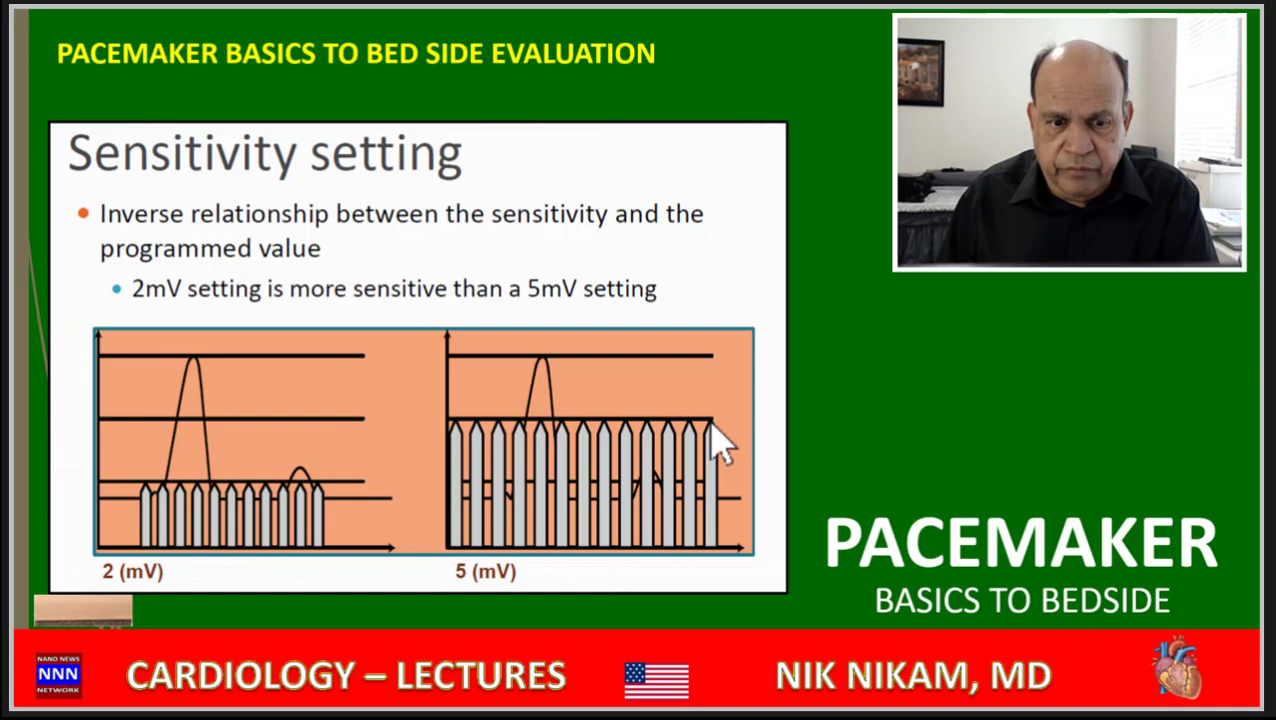 PACEMAKER BASICS TO BED SIDE EVALUATION
Sensitivity setting
Inverse relationship between the sensitivity and the
programmed value
2mV setting is more sensitive than a 5mV setting
2 (mV)
5 (mV)
PACEMAKER
BASICS TO BEDSIDE
NANO NEWS
NNN
NETWORK
CARDIOLOGY – LECTURES
NIK NIKAM, MD